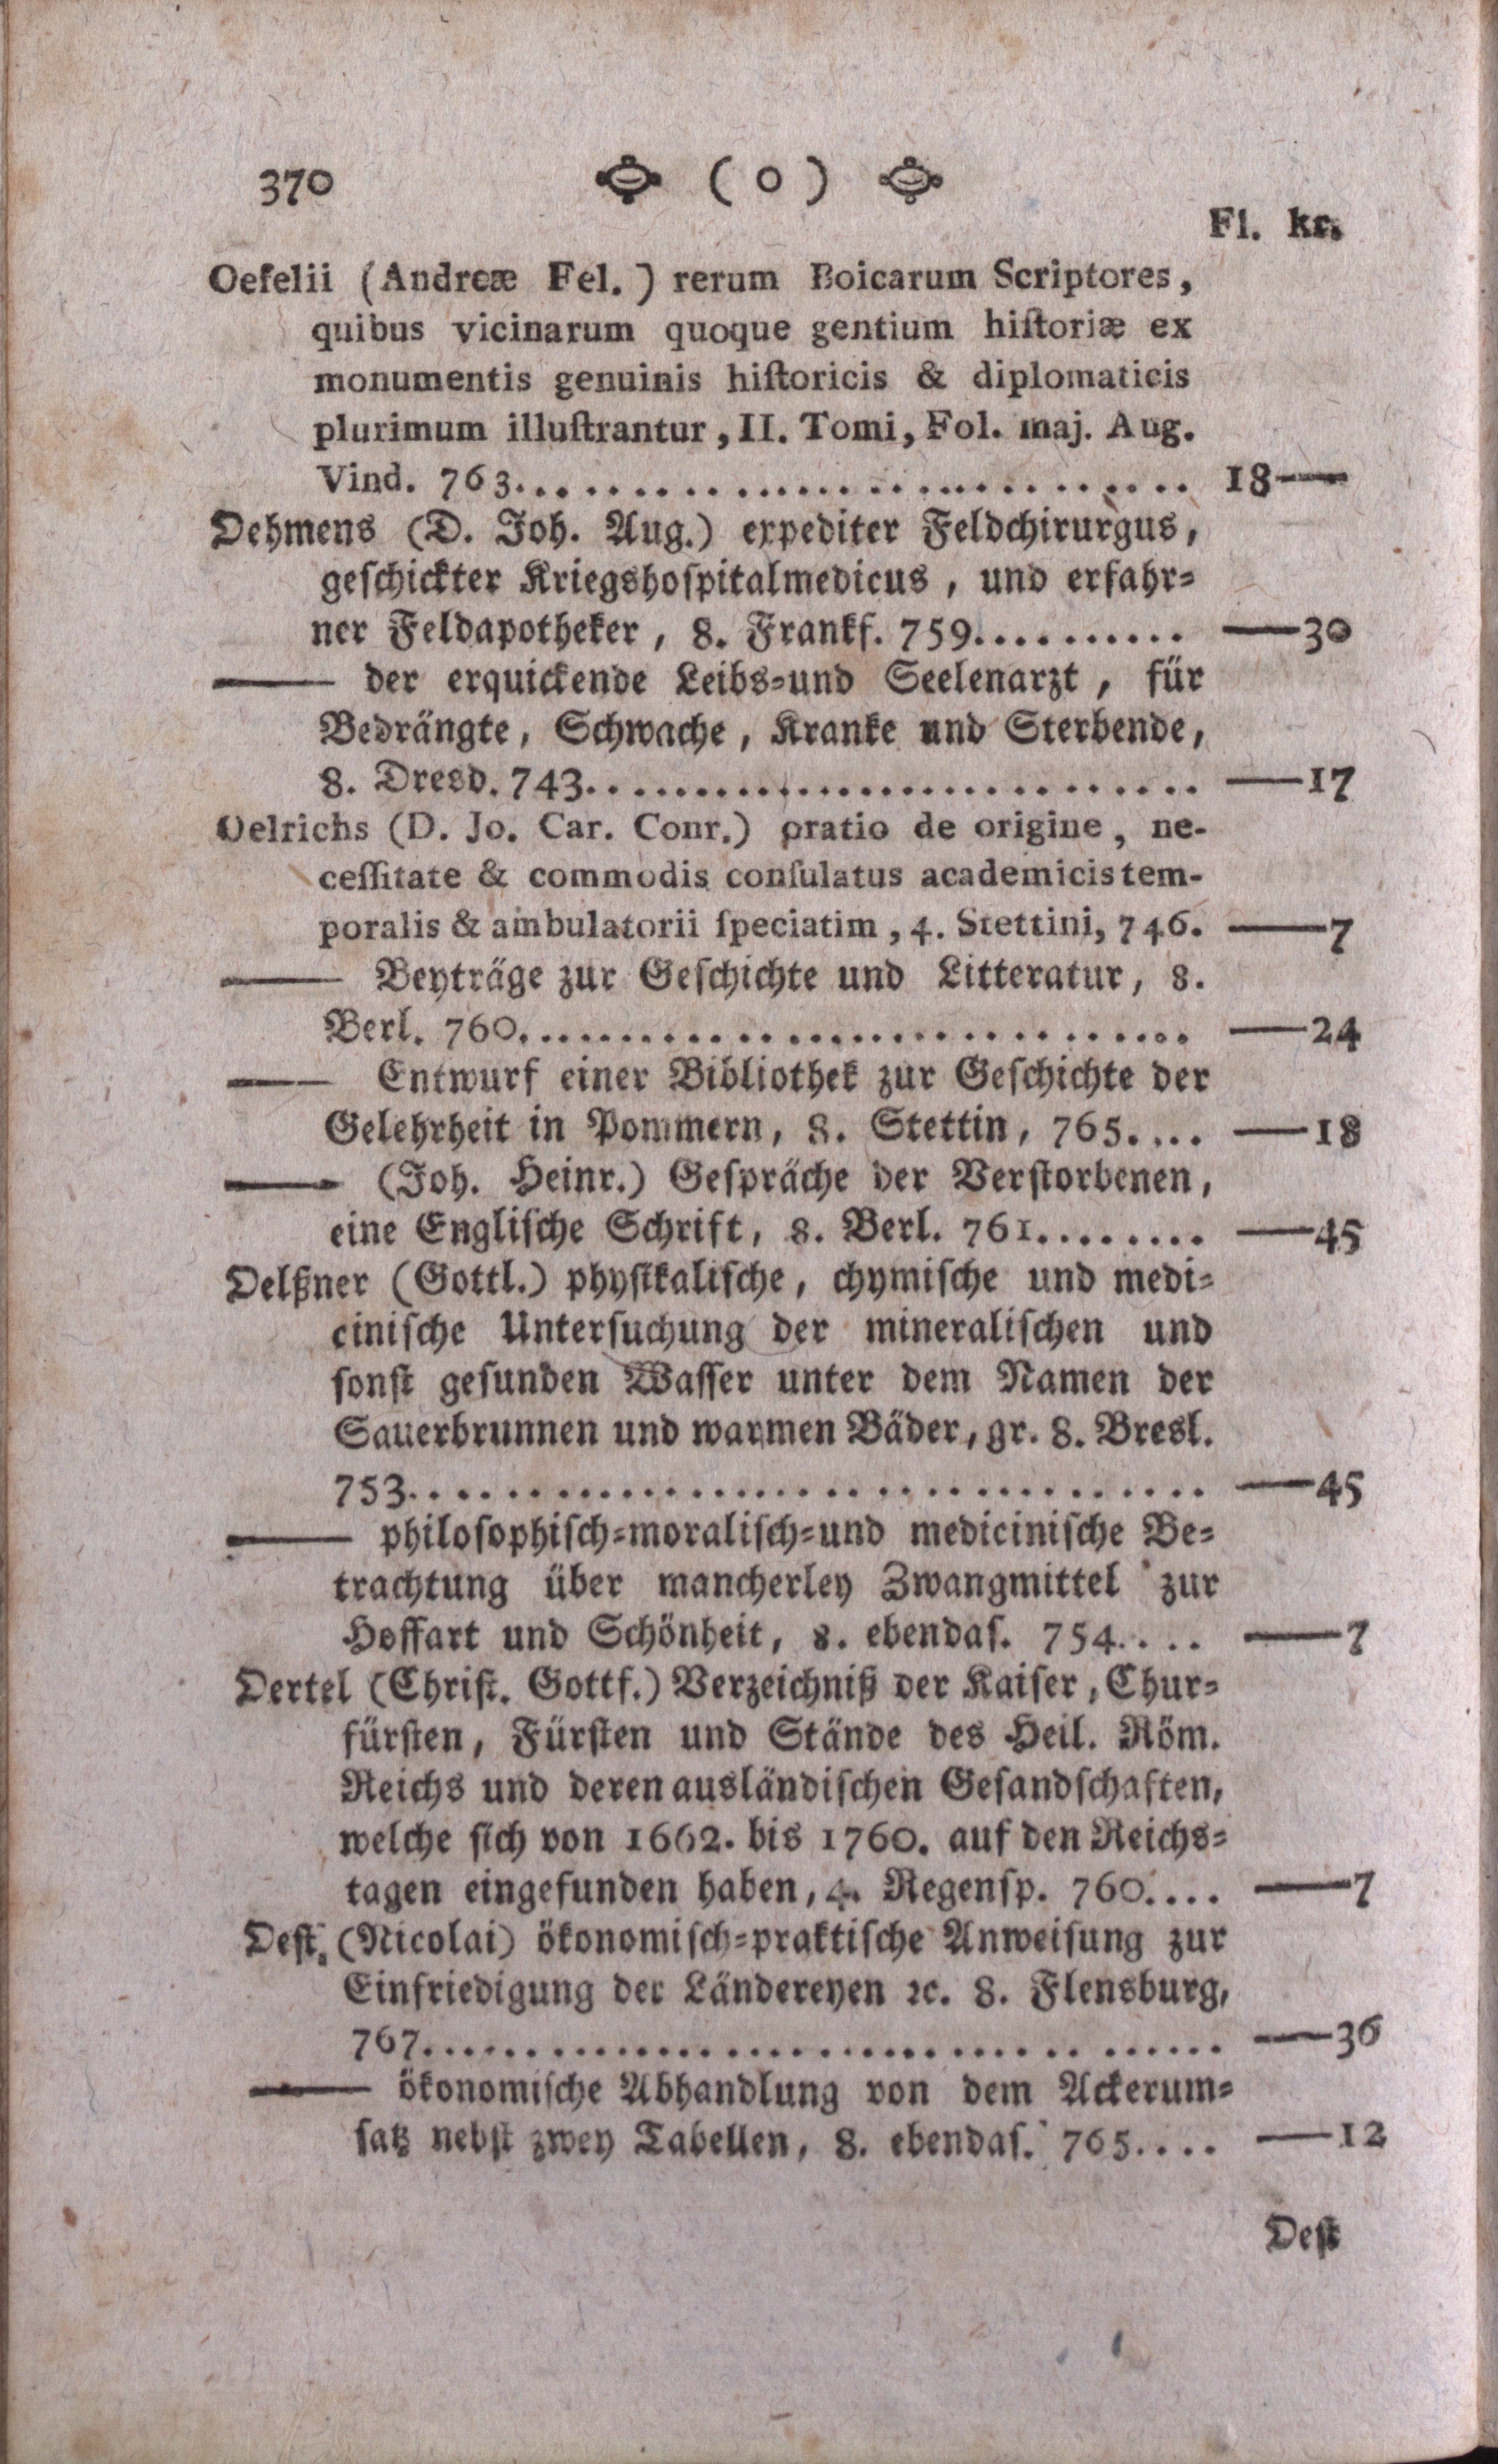 370 ( o )
Fl. kr.
Oefelii (Andreæ Fel.) rerum Boicarum Scriptores,
quibus vicinarum quoque gentium hiſtoriæ ex
monumentis genuinis hiſtoricis & diplomaticis
plurimum illuſtrantur, II. Tomi, Fol. maj. Aug.
Vind. 763.............................. 18—
Oehmens (D. Joh. Aug.) expediter Feldchirurgus,
geſchickter Kriegshoſpitalmedicus, und erfahr=
ner Feldapotheker, 8. Frankf. 759.......... —30
— der erquickende Leibs=und Seelenarzt, für
Bedrängte, Schwache, Kranke und Sterbende,
8. Dresd. 743.......................... —17
Oelrichs (D. Jo. Car. Conr.) oratio de origine, ne-
ceſſitate & commodis conſulatus academicis tem-
poralis & ambulatorii ſpeciatim, 4. Stettini, 746. —7
— Beyträge zur Geſchichte und Litteratur, 8.
Berl. 760.............................. —24
— Entwurf einer Bibliothek zur Geſchichte der
Gelehrheit in Pommern, 8. Stettin, 765.... —18
— (Joh. Heinr.) Geſpräche der Verſtorbenen,
eine Engliſche Schrift, 8. Berl. 761........ —45
Oelßner (Gottl.) phyſikaliſche, chymiſche und medi=
ciniſche Unterſuchung der mineraliſchen und
ſonſt geſunden Waſſer unter dem Namen der
Sauerbrunnen und warmen Bäder, gr. 8. Bresl.
753.................................. —45
— philoſophiſch=moraliſch=und mediciniſche Be=
trachtung über mancherley Zwangmittel zur
Hoffart und Schönheit, 8. ebendaſ. 754.... —7
Oertel (Chriſt. Gottf.) Verzeichniß der Kaiſer, Chur=
fürſten, Fürſten und Stände des Heil. Röm.
Reichs und deren ausländiſchen Geſandſchaften,
welche ſich von 1662. bis 1760. auf den Reichs=
tagen eingefunden haben, 4. Regenſp. 760.... —7
Oeſt. (Nicolai) ökonomiſch=praktiſche Anweiſung zur
Einfriedigung der Ländereyen ꝛc. 8. Flensburg,
767.................................. —36
— ökonomiſche Abhandlung von dem Ackerum=
ſatz nebſt zwey Tabellen, 8. ebendaſ. 765.... —12
Oeſt